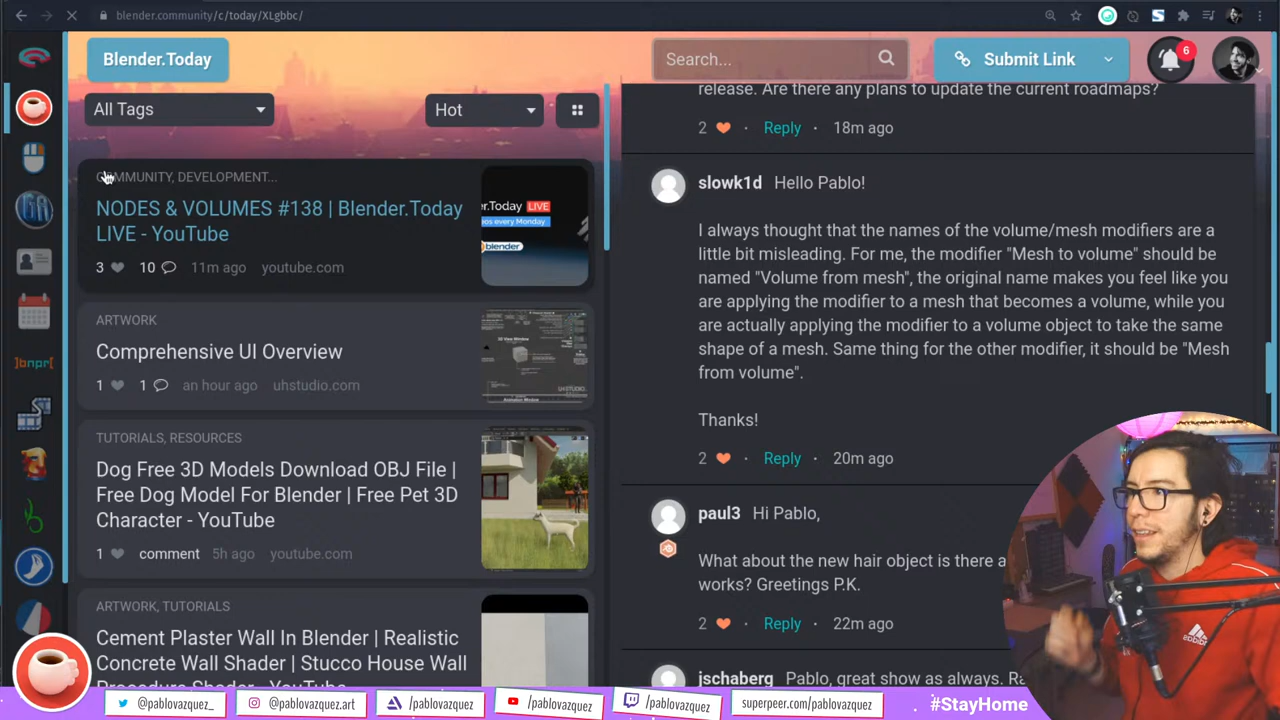 blender.community/c/today/XLgbbc/
Blender.Today
Search...
Submit Link
6
All Tags
Hot
COMMUNITY, DEVELOPMENT...
NODES & VOLUMES #138 | Blender.Today
LIVE - YouTube
3 10 11m ago youtube.com
er.Today LIVE
os every Monday
blender
ARTWORK
Comprehensive UI Overview
1 1 an hour ago uhstudio.com
TUTORIALS, RESOURCES
Dog Free 3D Models Download OBJ File |
Free Dog Model For Blender | Free Pet 3D
Character - YouTube
1 comment 5h ago youtube.com
ARTWORK, TUTORIALS
Cement Plaster Wall In Blender | Realistic
Concrete Wall Shader | Stucco House Wall
release. Are there any plans to update the current roadmaps?
2 · Reply · 18m ago
slowk1d Hello Pablo!
I always thought that the names of the volume/mesh modifiers are a
little bit misleading. For me, the modifier "Mesh to volume" should be
named "Volume from mesh", the original name makes you feel like you
are applying the modifier to a mesh that becomes a volume, while you
are actually applying the modifier to a volume object to take the same
shape of a mesh. Same thing for the other modifier, it should be "Mesh
from volume".
Thanks!
2 · Reply · 20m ago
paul3 Hi Pablo,
What about the new hair object is there a
works? Greetings P.K.
2 · Reply · 22m ago
jschaberg Pablo, great show as always. Ra
@pablovazquez_
@pablovazquez.art
/pablovazquez
/pablovazquez
/pablovazquez
superpeer.com/pablovazquez
#StayHome